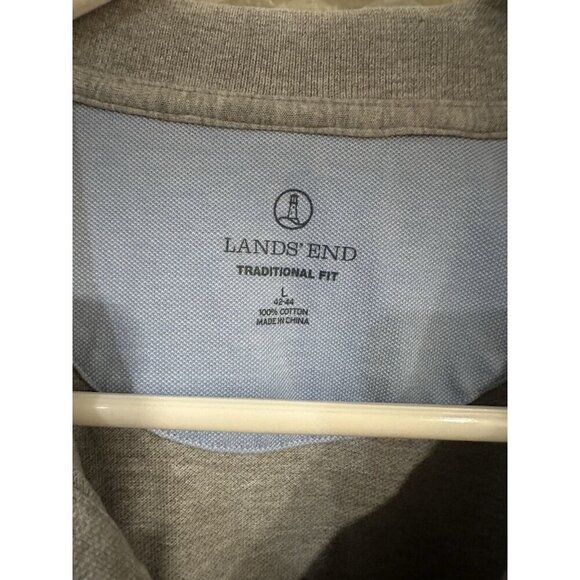 LANDS' END
TRADITIONAL FIT
L
42-44
100% COTTON
MADE IN CHINA